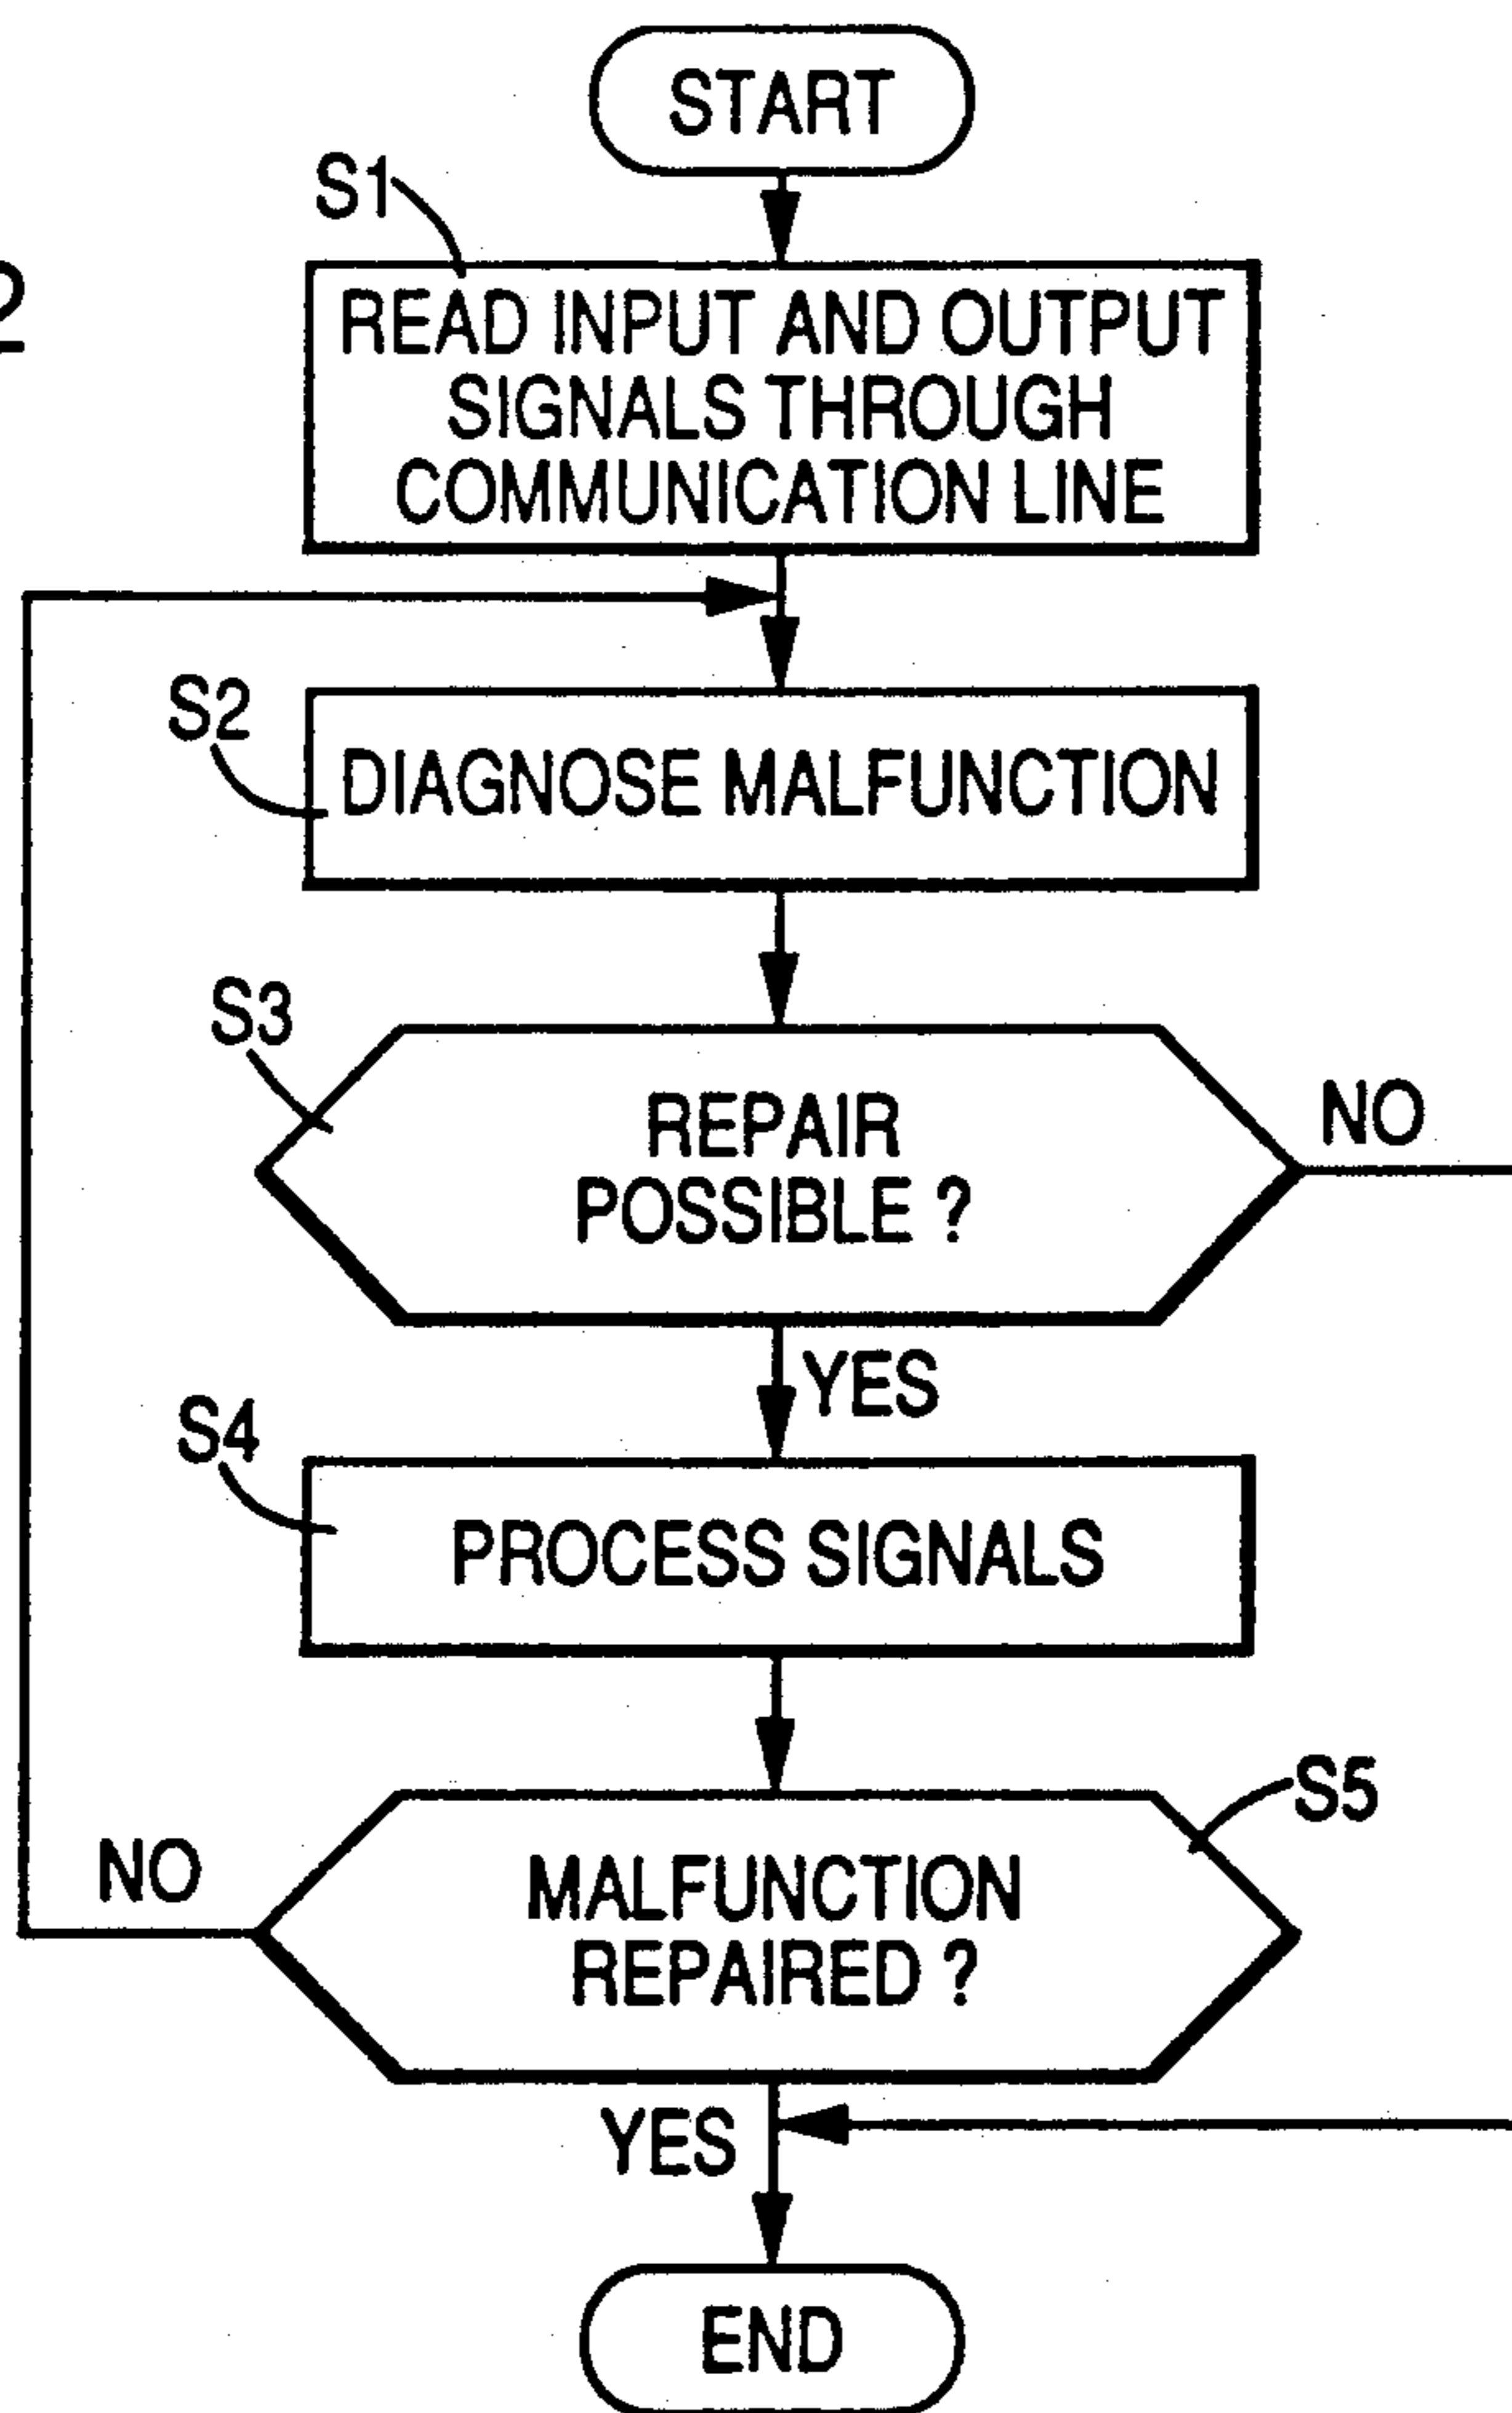 START
S1
2
READ INPUT AND OUTPUT
SIGNALS THROUGH
COMMUNICATION LINE
S2
DIAGNOSE MALFUNCTION
S3
REPAIR
POSSIBLE ?
NO
YES
S4
PROCESS SIGNALS
S5
NO
MALFUNCTION
REPAIRED ?
YES
END